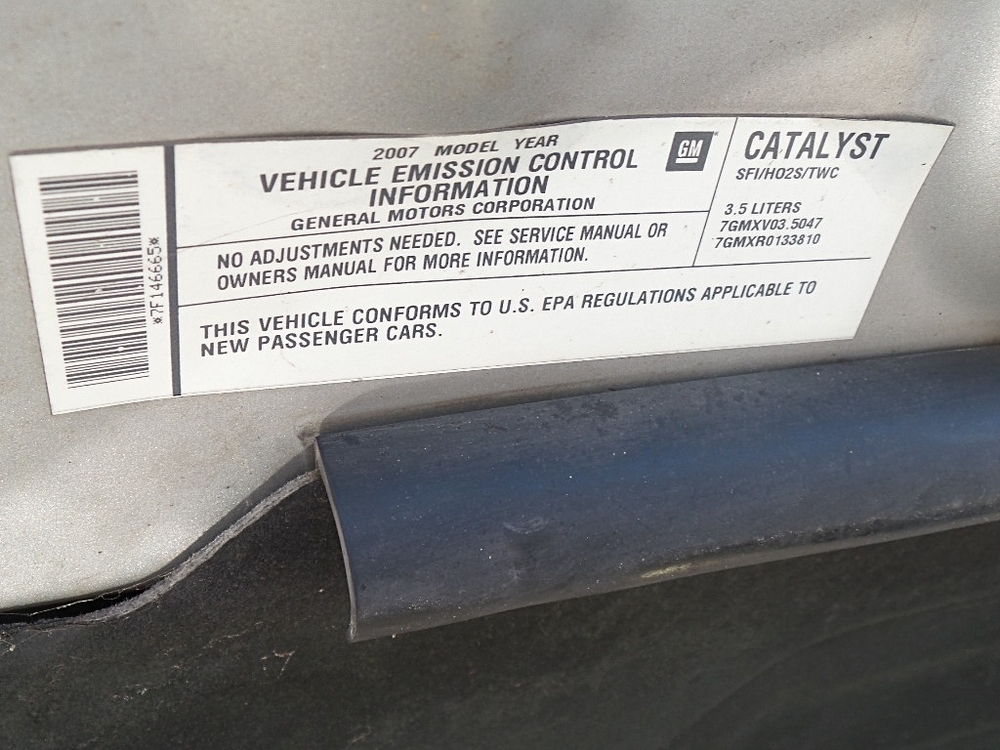 *7F146665*
2007 MODEL YEAR
VEHICLE EMISSION CONTROL
INFORMATION
GENERAL MOTORS CORPORATION
GM
NO ADJUSTMENTS NEEDED. SEE SERVICE MANUAL OR
OWNERS MANUAL FOR MORE INFORMATION.
CATALYST
SFI/HO2S/TWC
3.5 LITERS
7GMXV03.5047
7GMXR0133810
THIS VEHICLE CONFORMS TO U.S. EPA REGULATIONS APPLICABLE TO
NEW PASSENGER CARS.